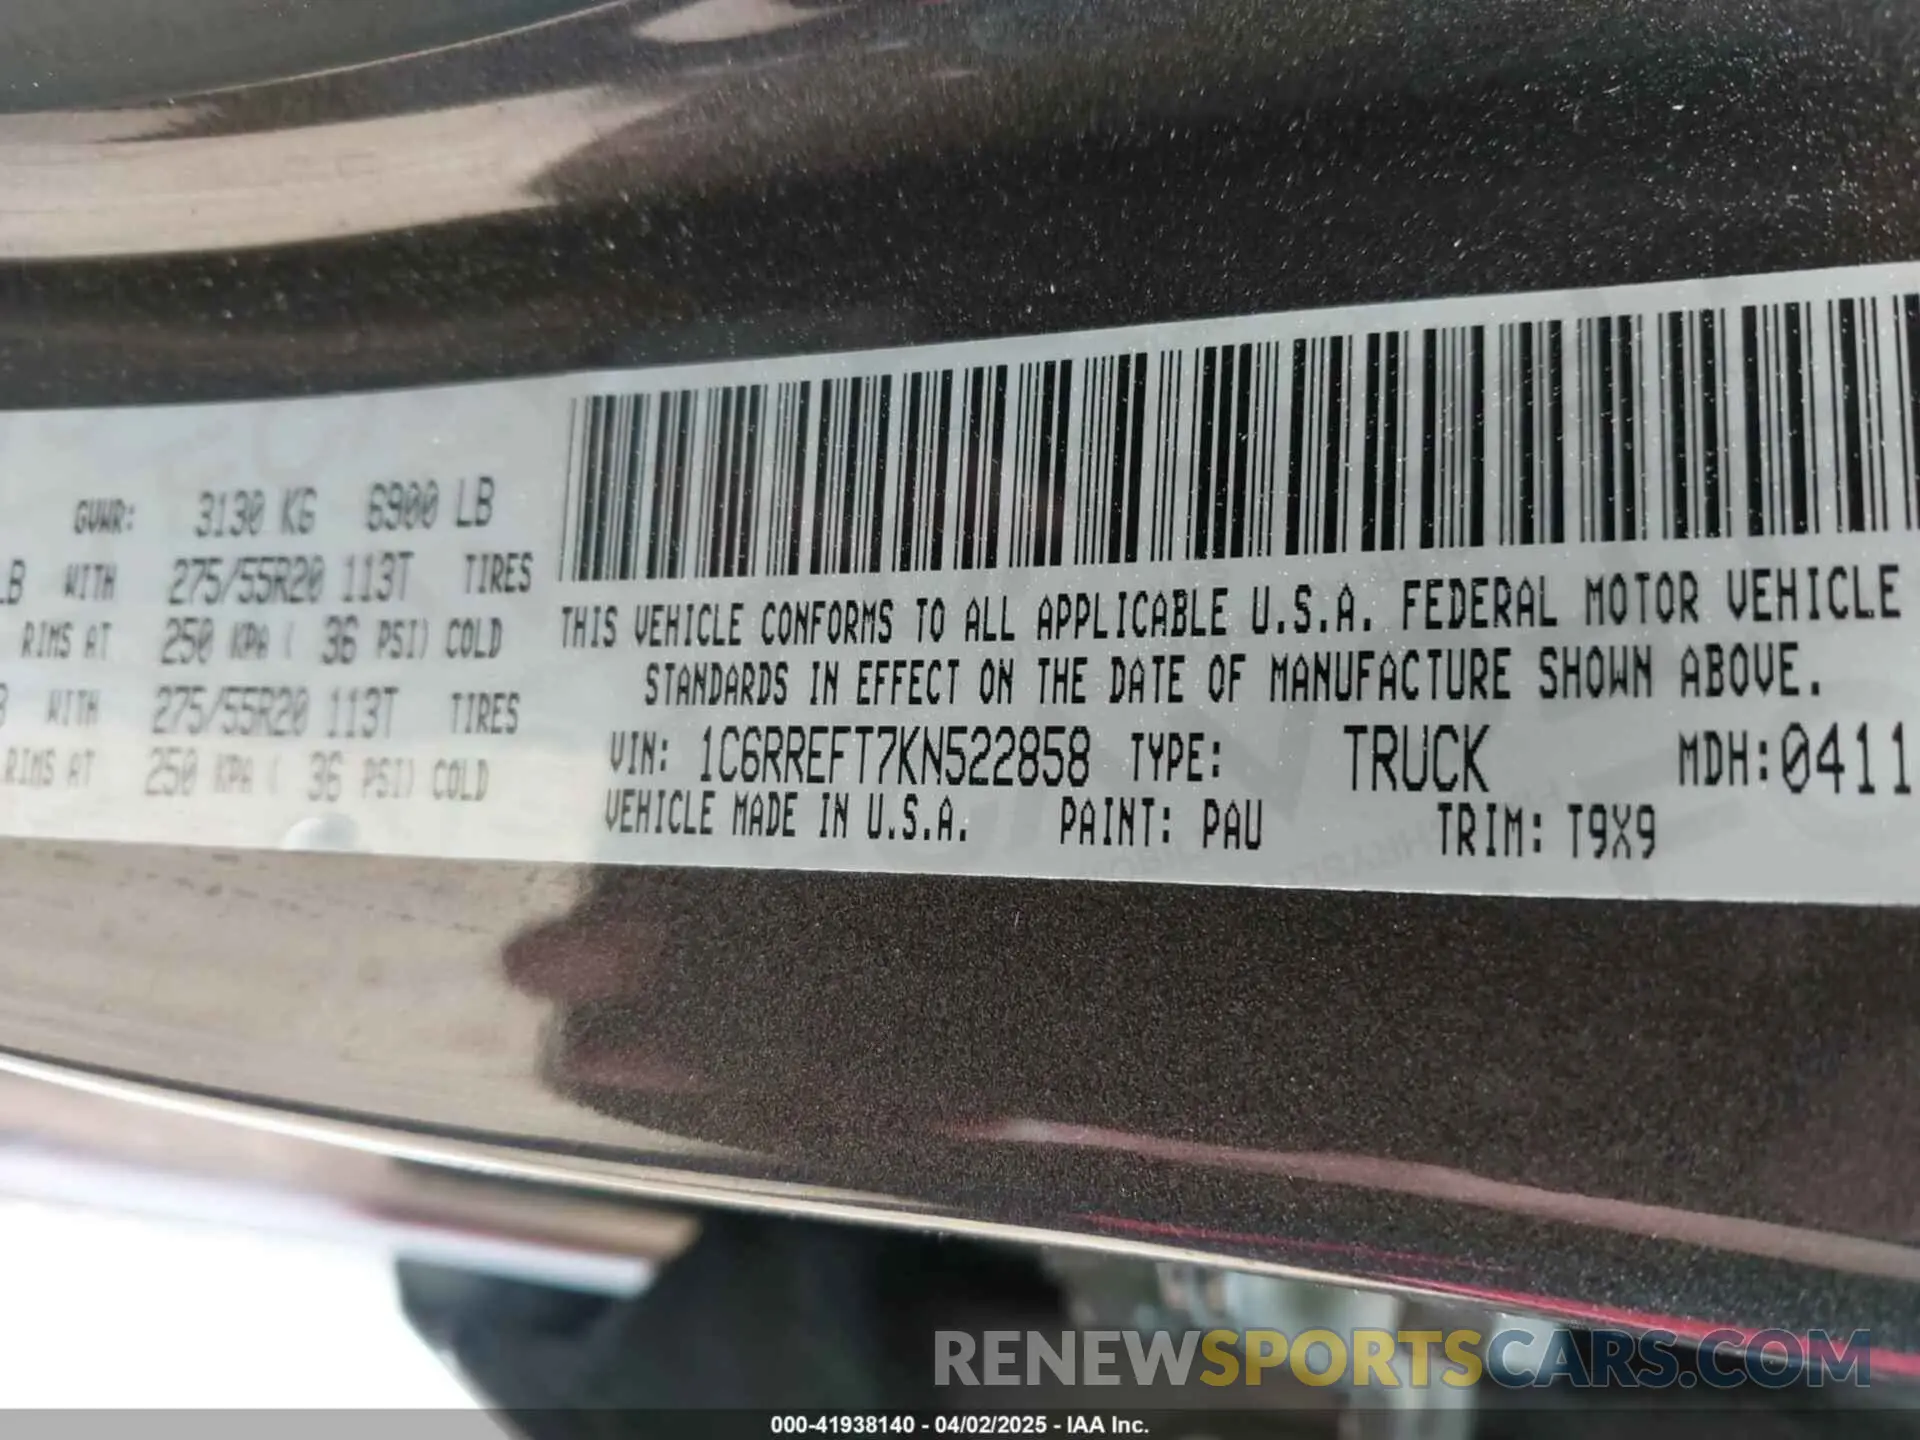 GVWR: 3130 KG 6900 LB
LB WITH 275/55R20 113T TIRES
RIMS AT 250 KPA ( 36 PSI) COLD
B WITH 275/55R20 113T TIRES
RIMS AT 250 KPA ( 36 PSI) COLD
THIS VEHICLE CONFORMS TO ALL APPLICABLE U.S.A. FEDERAL MOTOR VEHICLE
STANDARDS IN EFFECT ON THE DATE OF MANUFACTURE SHOWN ABOVE.
VIN: 1C6RREFT7KN522858 TYPE: TRUCK MDH:0411
VEHICLE MADE IN U.S.A. PAINT: PAU TRIM: T9X9
RENEWSPORTSCARS.COM
000-41938140 - 04/02/2025 - IAA Inc.